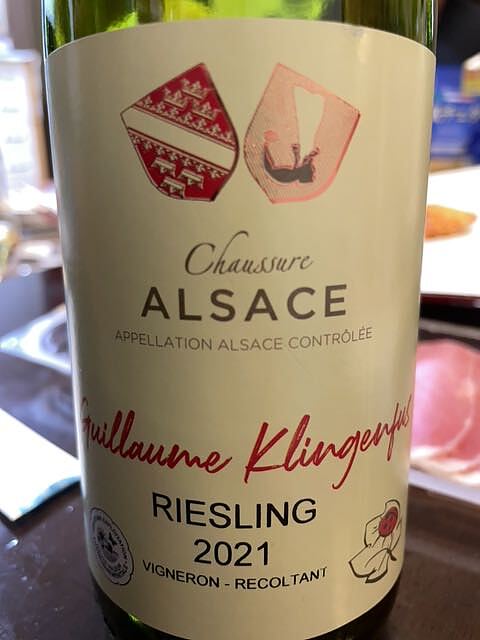 Chaussure
ALSACE
APPELLATION ALSACE CONTRÔLÉE
Guillaume Klingenfus
RIESLING
2021
VIGNERON - RECOLTANT